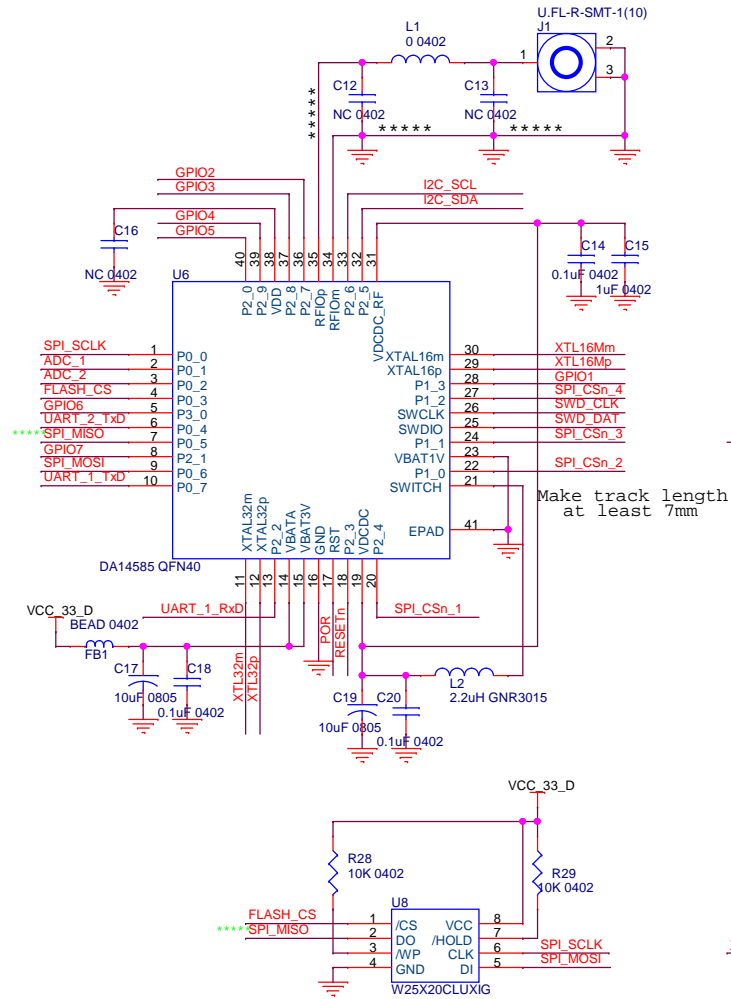 U.FL-R-SMT-1(10)
J1
L1
0 0402
1
2
3
C12
NC 0402
C13
NC 0402
*****
*****
*****
GPIO2
GPIO3
I2C_SCL
I2C_SDA
GPIO4
GPIO5
C16
NC 0402
C14
0.1uF 0402
C15
1uF 0402
40
39
38
37
36
35
34
33
32
31
U6
P2_0
P2_9
VDD
P2_8
P2_7
RFIOp
RFIOm
P2_6
P2_5
VDCDC_RF
SPI_SCLK 1 P0_0
ADC_1 2 P0_1
ADC_2 3 P0_2
FLASH_CS 4 P0_3
GPIO6 5 P3_0
UART_2_TxD 6 P0_4
***** SPI_MISO 7 P0_5
GPIO7 8 P2_1
SPI_MOSI 9 P0_6
UART_1_TxD 10 P0_7
XTAL16m 30 XTL16Mm
XTAL16p 29 XTL16Mp
P1_3 28 GPIO1
P1_2 27 SPI_CSn_4
SWCLK 26 SWD_CLK
SWDIO 25 SWD_DAT
P1_1 24 SPI_CSn_3
VBAT1V 23
P1_0 22 SPI_CSn_2
SWITCH 21
Make track length
at least 7mm
EPAD 41
XTAL32m
XTAL32p
P2_2
VBATA
VBAT3V
GND
RST
P2_3
VDCDC
P2_4
DA14585 QFN40
11
12
13
14
15
16
17
18
19
20
VCC_33_D
BEAD 0402
FB1
UART_1_RxD
SPI_CSn_1
POR
RESETn
XTL32m
XTL32p
C17
10uF 0805
C18
0.1uF 0402
C19
10uF 0805
C20
0.1uF 0402
L2
2.2uH GNR3015
VCC_33_D
R28
10K 0402
R29
10K 0402
U8
FLASH_CS 1 /CS
***** SPI_MISO 2 DO
3 /WP
4 GND
VCC 8
/HOLD 7
CLK 6 SPI_SCLK
DI 5 SPI_MOSI
W25X20CLUXIG